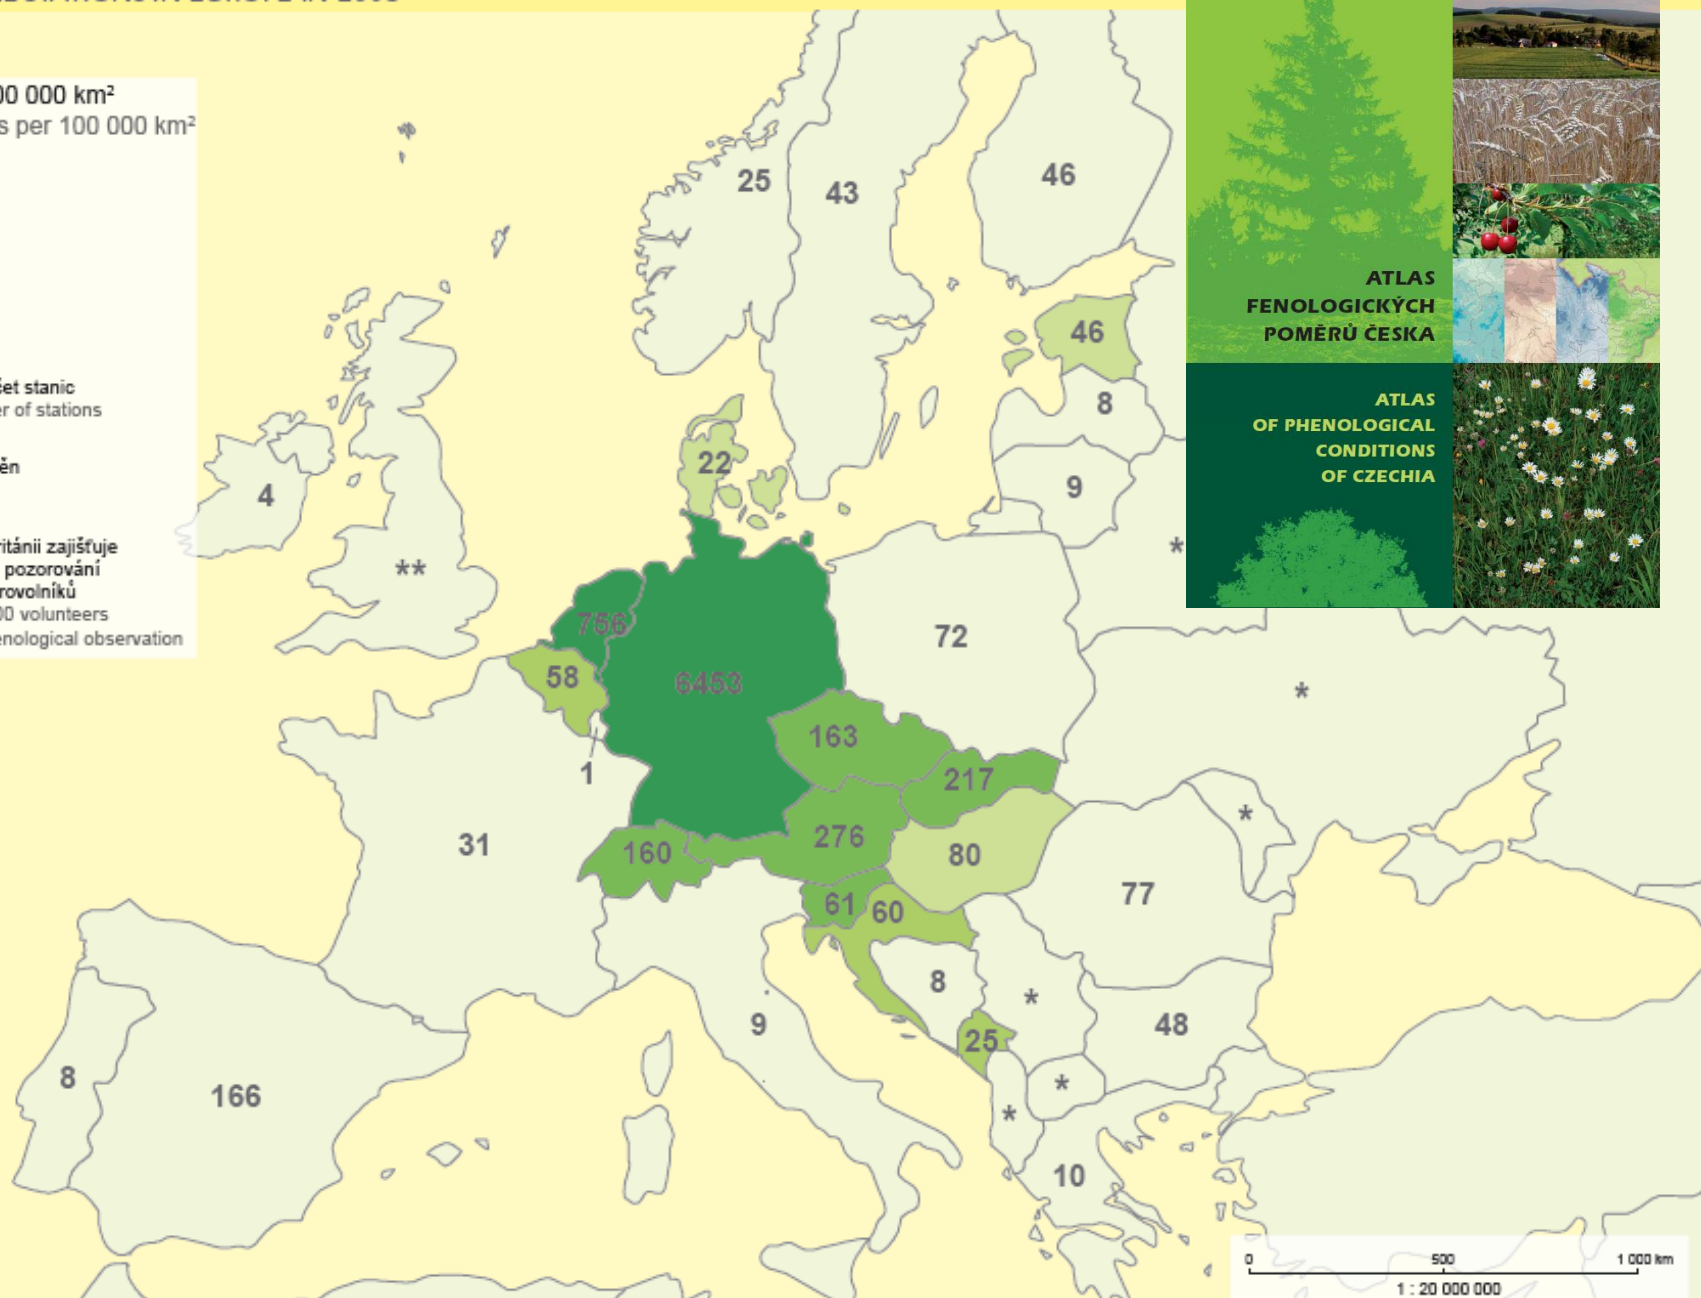 00 000 km²
s per 100 000 km²
čet stanic
er of stations
ěn
itánii zajišťuje
pozorování
rovolníků
00 volunteers
enological observation
ATLAS
FENOLOGICKÝCH
POMĚRŮ ČESKA
ATLAS
OF PHENOLOGICAL
CONDITIONS
OF CZECHIA
25
43
46
46
8
22
9
4
*
**
756
72
58
6453
*
163
1
217
*
31
276
160
80
77
61
60
8
*
9
25
48
8
166
*
*
10
0 500 1 000 km
1 : 20 000 000